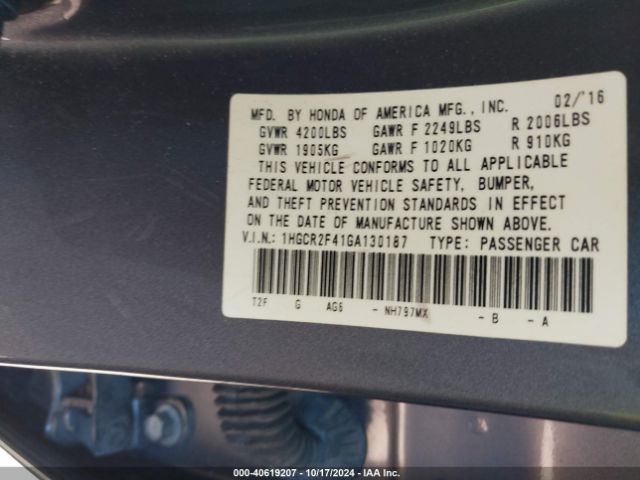 MFD. BY HONDA OF AMERICA MFG., INC. 02/'16
GVWR 4200LBS GAWR F 2249LBS R 2006LBS
GVWR 1905KG GAWR F 1020KG R 910KG
THIS VEHICLE CONFORMS TO ALL APPLICABLE
FEDERAL MOTOR VEHICLE SAFETY, BUMPER,
AND THEFT PREVENTION STANDARDS IN EFFECT
ON THE DATE OF MANUFACTURE SHOWN ABOVE.
V.I.N.: 1HGCR2F41GA130187 TYPE: PASSENGER CAR
T2F G AG6 - NH797MX - B - A
000-40619207 - 10/17/2024 - IAA Inc.